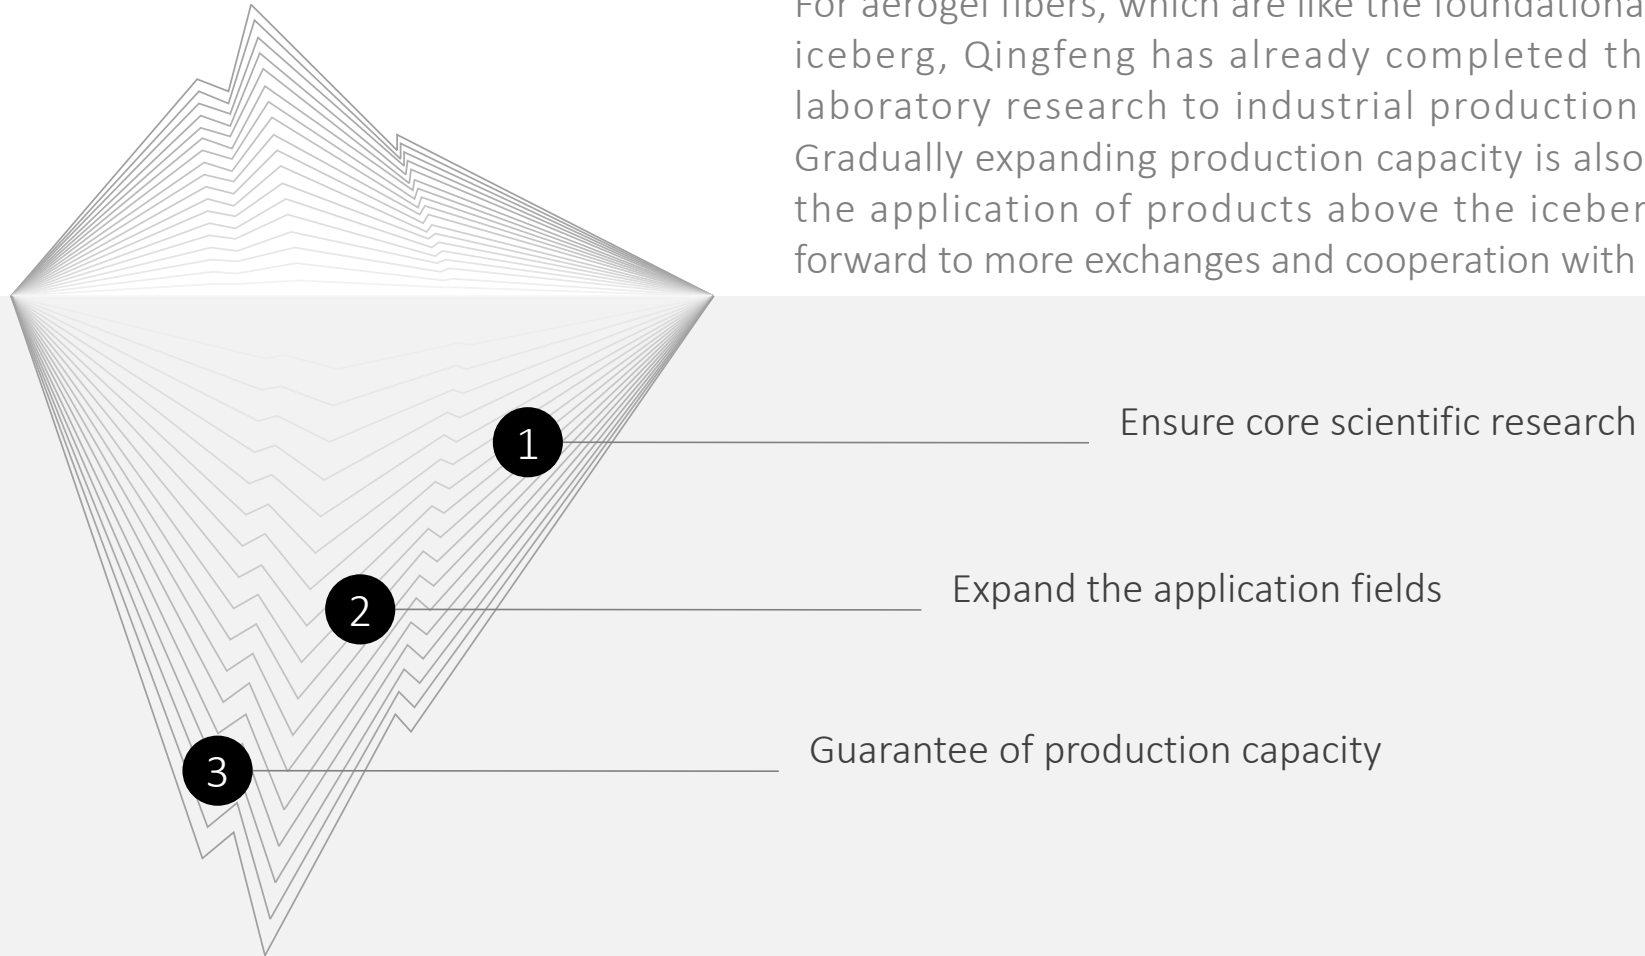 For aerogel fibers, which are like the foundational
iceberg, Qingfeng has already completed th
laboratory research to industrial production
Gradually expanding production capacity is also
the application of products above the iceber
forward to more exchanges and cooperation with
1 Ensure core scientific research
2 Expand the application fields
3 Guarantee of production capacity